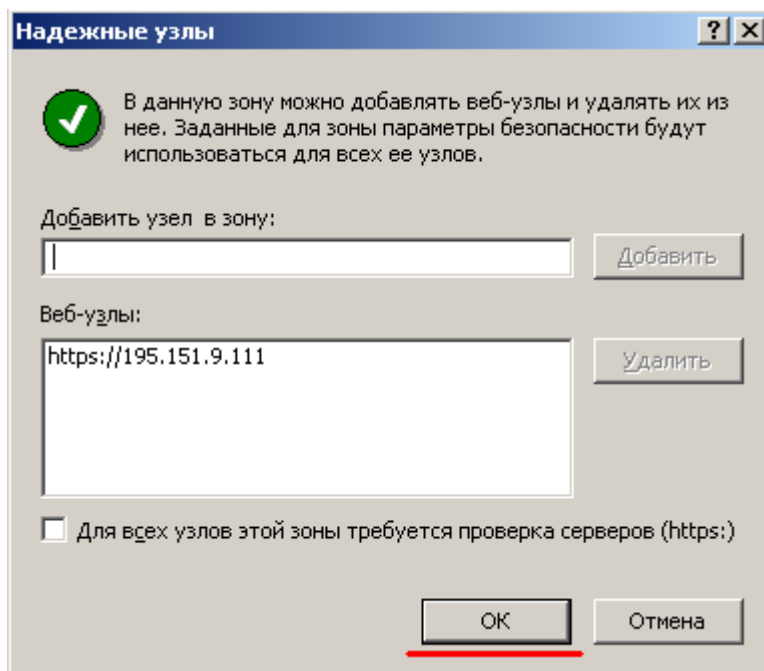 Надежные узлы
В данную зону можно добавлять веб-узлы и удалять их из
нее. Заданные для зоны параметры безопасности будут
использоваться для всех ее узлов.
Добавить узел в зону:
Добавить
Веб-узлы:
https://195.151.9.111
Удалить
Для всех узлов этой зоны требуется проверка серверов (https:)
ОК
Отмена